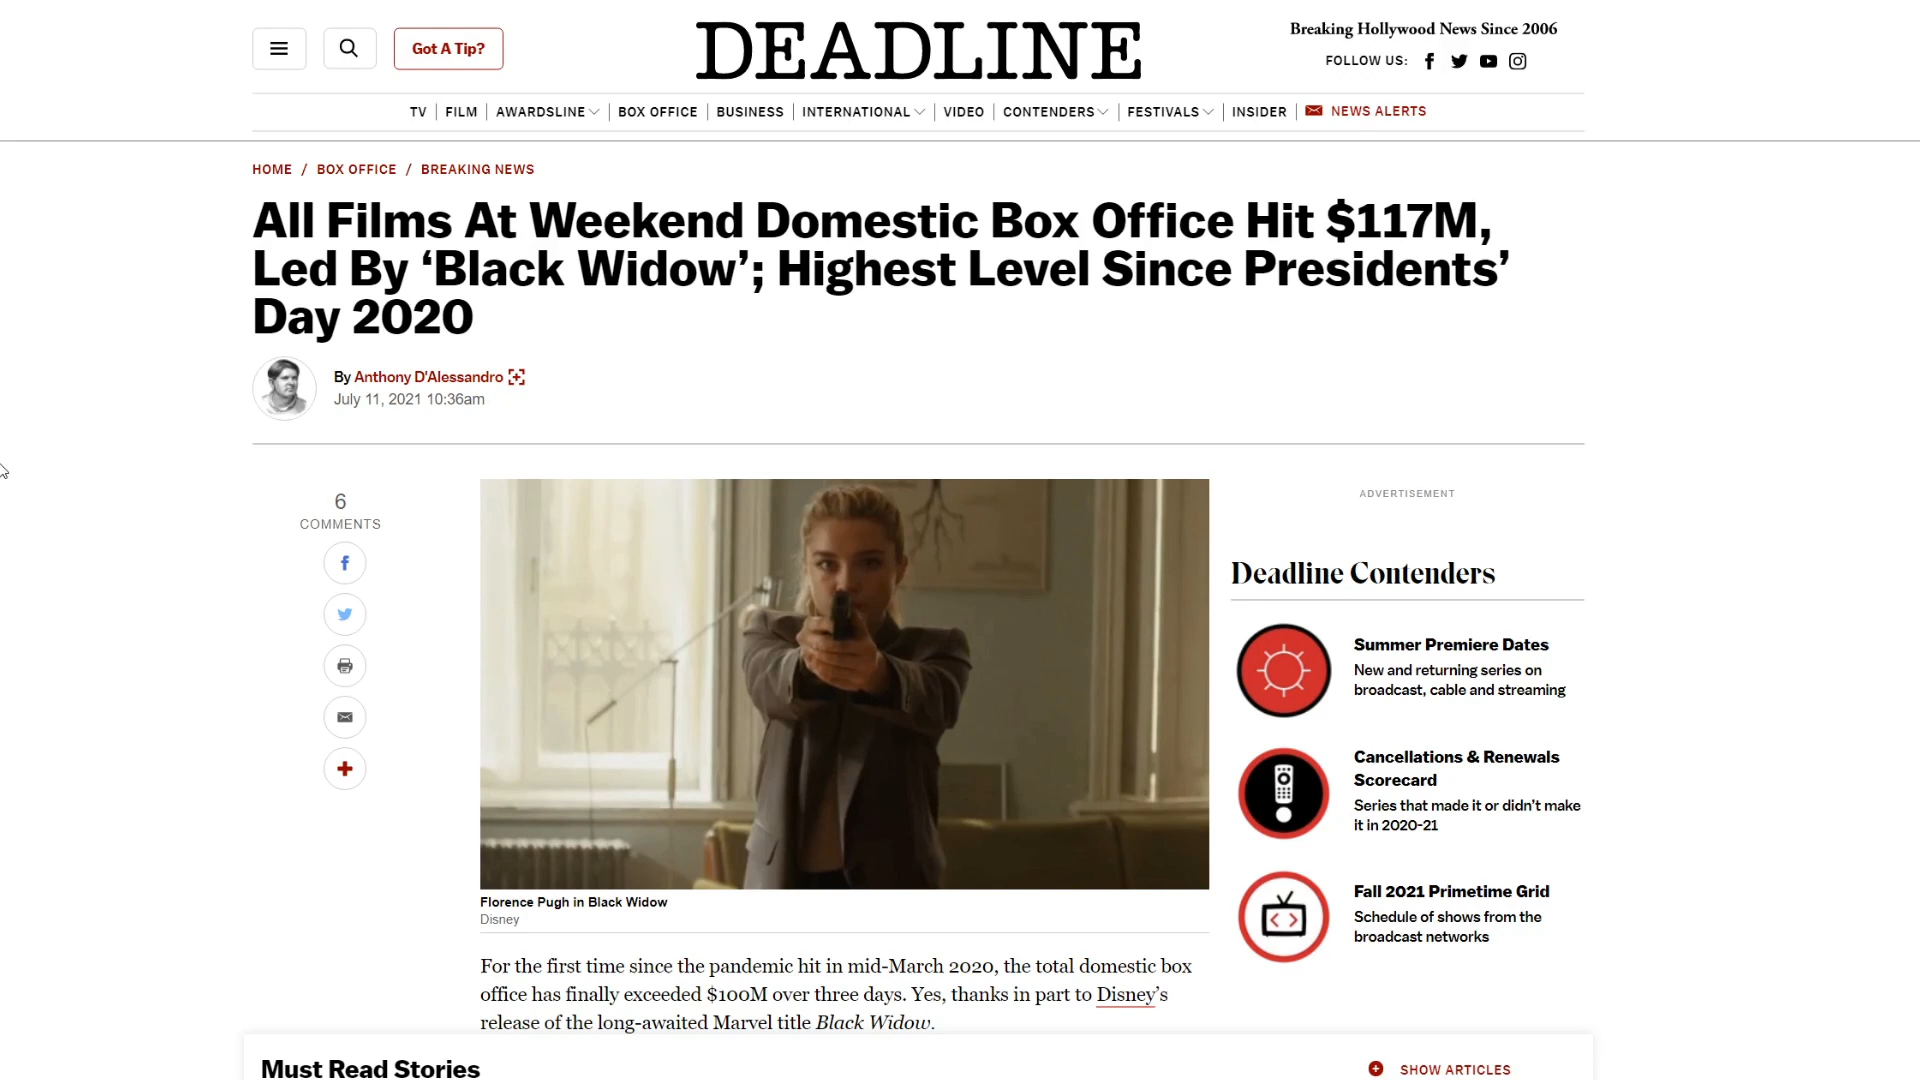 Got A Tip?
DEADLINE
Breaking Hollywood News Since 2006
FOLLOW US:
TV
FILM
AWARDSLINE
BOX OFFICE
BUSINESS
INTERNATIONAL
VIDEO
CONTENDERS
FESTIVALS
INSIDER
NEWS ALERTS
HOME / BOX OFFICE / BREAKING NEWS
All Films At Weekend Domestic Box Office Hit $117M,
Led By ‘Black Widow’; Highest Level Since Presidents’
Day 2020
By Anthony D'Alessandro
July 11, 2021 10:36am
6
COMMENTS
Florence Pugh in Black Widow
Disney
For the first time since the pandemic hit in mid-March 2020, the total domestic box
office has finally exceeded $100M over three days. Yes, thanks in part to Disney’s
release of the long-awaited Marvel title Black Widow.
ADVERTISEMENT
Deadline Contenders
Summer Premiere Dates
New and returning series on
broadcast, cable and streaming
Cancellations & Renewals
Scorecard
Series that made it or didn’t make
it in 2020-21
Fall 2021 Primetime Grid
Schedule of shows from the
broadcast networks
Must Read Stories
SHOW ARTICLES